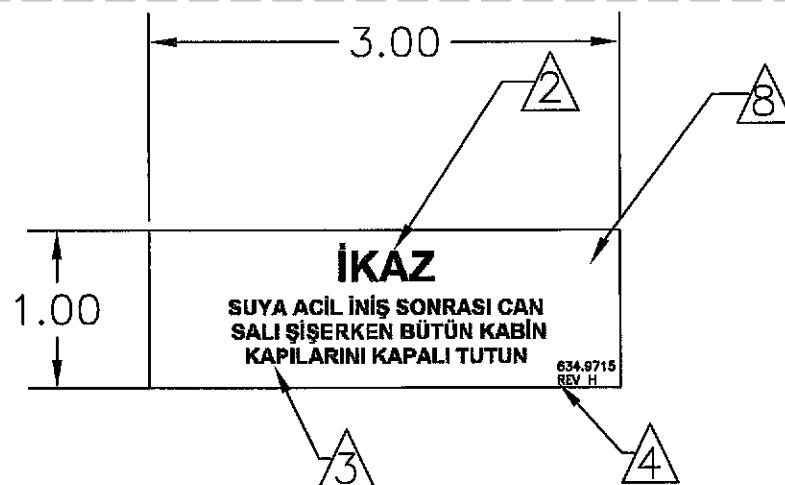 3.00
2
8
1.00
İKAZ
SUYA ACİL İNİŞ SONRASI CAN
SALI ŞİŞERKEN BÜTÜN KABİN
KAPILARINI KAPALI TUTUN
634.9715
REV H
3
4